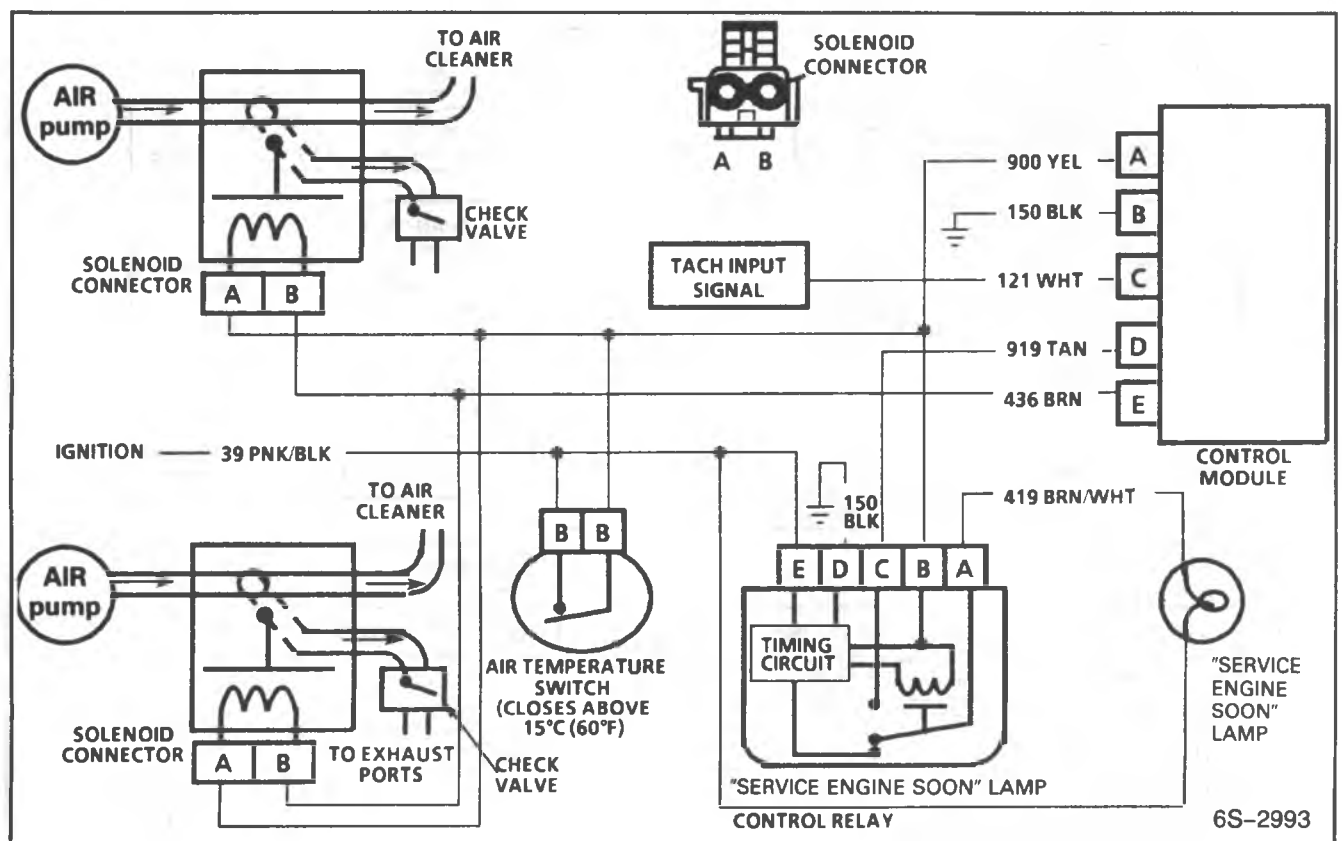 TO AIR
CLEANER
AIR
pump
SOLENOID
CONNECTOR
A B
CHECK
VALVE
SOLENOID
CONNECTOR
A B
TACH INPUT
SIGNAL
900 YEL
A
150 BLK
B
121 WHT
C
919 TAN
D
436 BRN
E
CONTROL
MODULE
IGNITION
39 PNK/BLK
TO AIR
CLEANER
AIR
pump
B B
AIR TEMPERATURE
SWITCH
(CLOSES ABOVE
15°C (60°F)
SOLENOID
CONNECTOR
A B
TO EXHAUST
PORTS
CHECK
VALVE
150
BLK
419 BRN/WHT
E D C B A
TIMING
CIRCUIT
"SERVICE ENGINE SOON" LAMP
CONTROL RELAY
"SERVICE
ENGINE
SOON"
LAMP
6S-2993